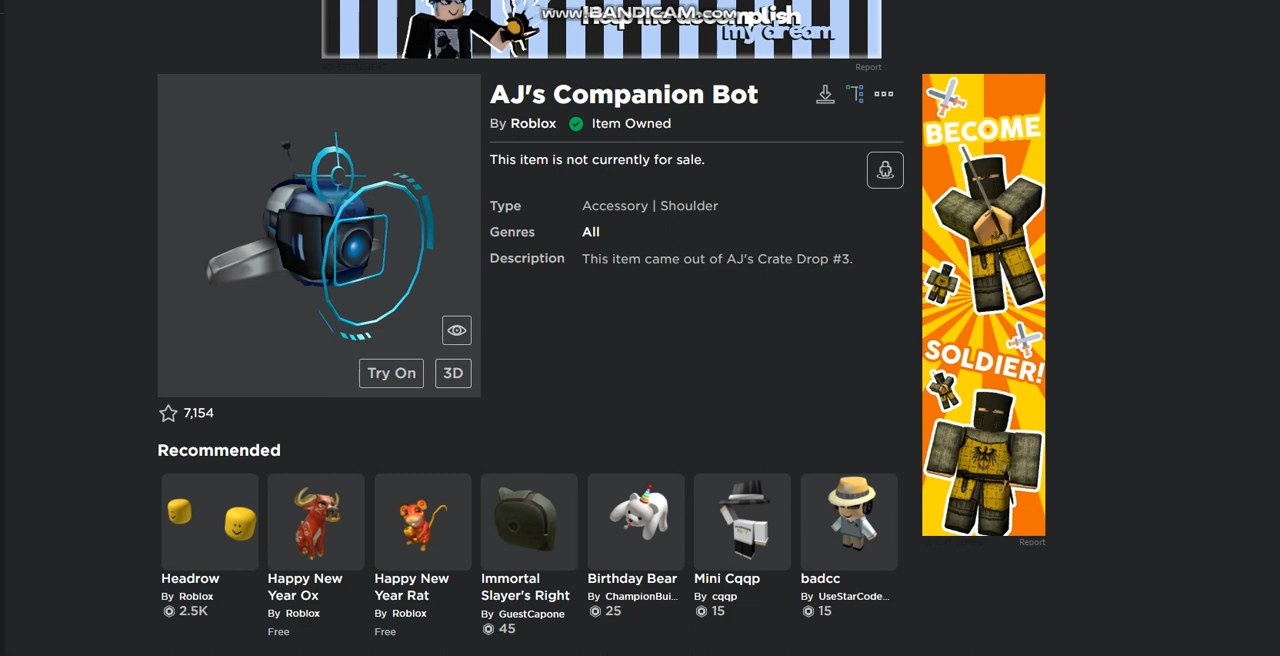 www.BANDICAM.com
my dream
Report
AJ's Companion Bot
By Roblox Item Owned
This item is not currently for sale.
Type Accessory | Shoulder
Genres All
Description This item came out of AJ's Crate Drop #3.
Try On 3D
7,154
BECOME
SOLDIER!
Report
Recommended
Headrow
By Roblox
2.5K
Happy New
Year Ox
By Roblox
Free
Happy New
Year Rat
By Roblox
Free
Immortal
Slayer's Right
By GuestCapone
45
Birthday Bear
By ChampionBui...
25
Mini Cqqp
By cqqp
15
badcc
By UseStarCode...
15